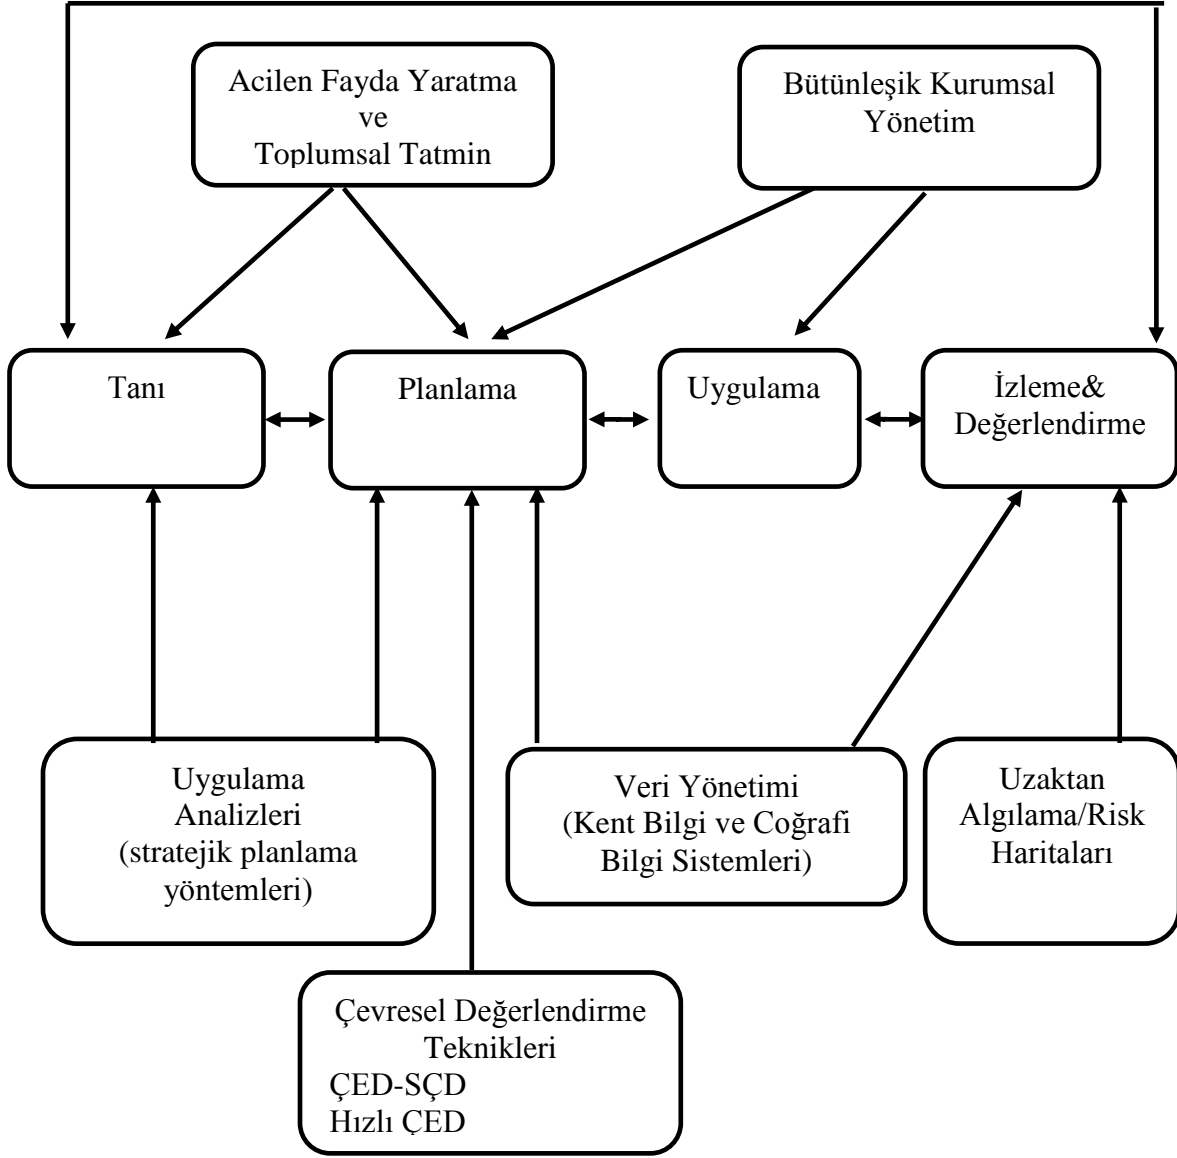 Acilen Fayda Yaratma
ve
Toplumsal Tatmin
Bütünleşik Kurumsal
Yönetim
Tanı
Planlama
Uygulama
İzleme&
Değerlendirme
Uygulama
Analizleri
(stratejik planlama
yöntemleri)
Veri Yönetimi
(Kent Bilgi ve Coğrafi
Bilgi Sistemleri)
Uzaktan
Algılama/Risk
Haritaları
Çevresel Değerlendirme
Teknikleri
ÇED-SÇD
Hızlı ÇED